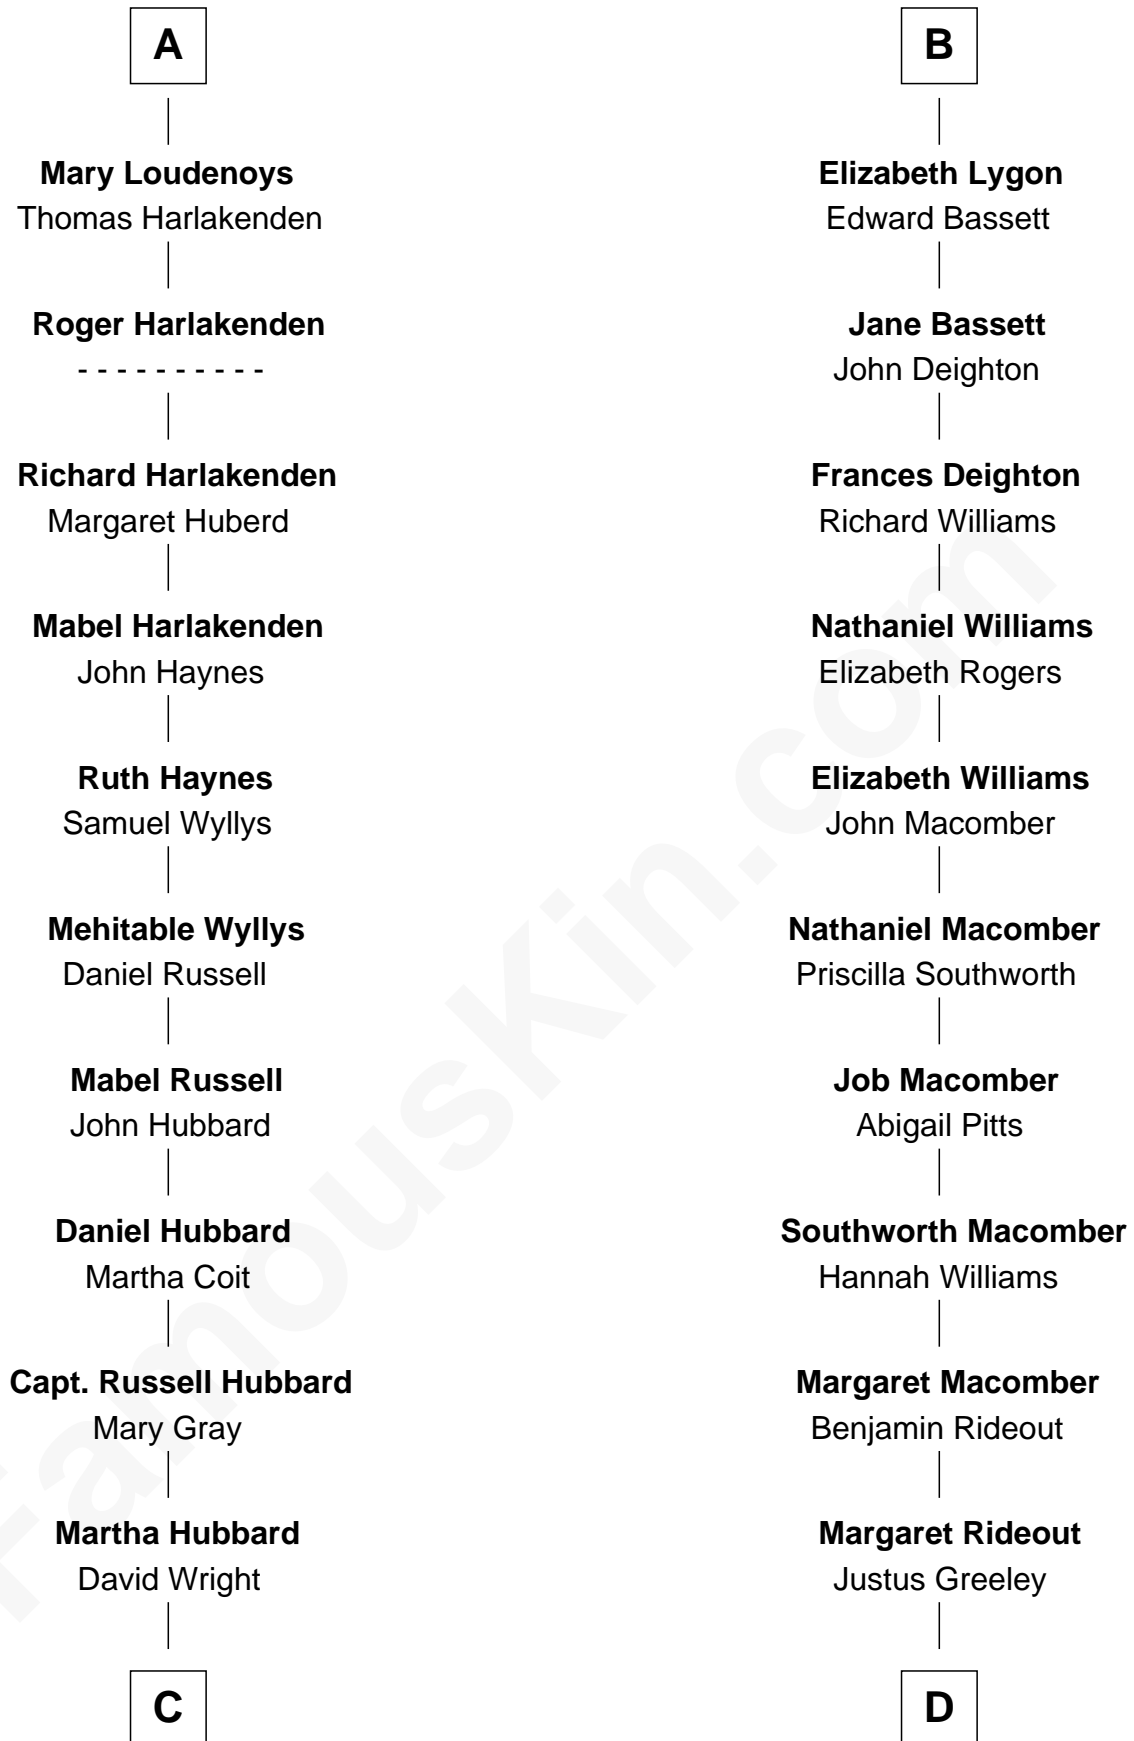 A
Mary Loudenoys
Thomas Harlakenden
Roger Harlakenden
- - - - - - - - - -
Richard Harlakenden
Margaret Huberd
Mabel Harlakenden
John Haynes
Ruth Haynes
Samuel Wyllys
Mehitable Wyllys
Daniel Russell
Mabel Russell
John Hubbard
Daniel Hubbard
Martha Coit
Capt. Russell Hubbard
Mary Gray
Martha Hubbard
David Wright
C
B
Elizabeth Lygon
Edward Bassett
Jane Bassett
John Deighton
Frances Deighton
Richard Williams
Nathaniel Williams
Elizabeth Rogers
Elizabeth Williams
John Macomber
Nathaniel Macomber
Priscilla Southworth
Job Macomber
Abigail Pitts
Southworth Macomber
Hannah Williams
Margaret Macomber
Benjamin Rideout
Margaret Rideout
Justus Greeley
D
FamousKin.com